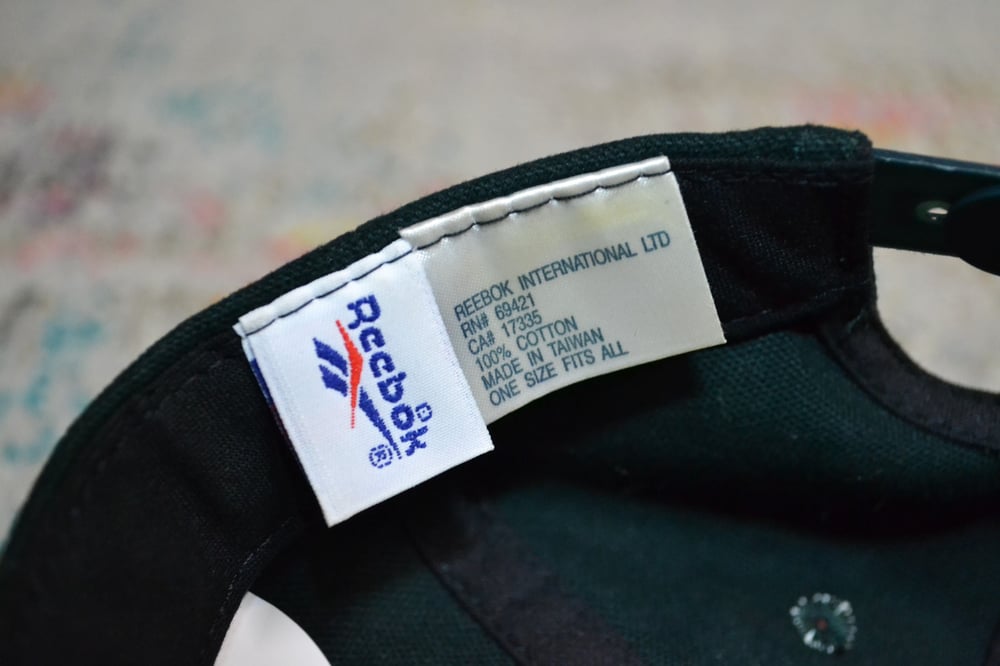 Reebok ®
REEBOK INTERNATIONAL LTD
RN# 69421
CA# 17335
100% COTTON
MADE IN TAIWAN
ONE SIZE FITS ALL